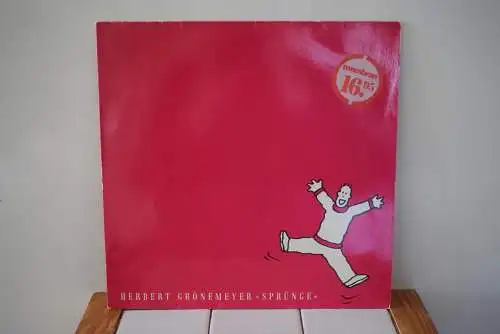 16.95
HERBERT GRÖNEMEYER »SPRÜNGE«